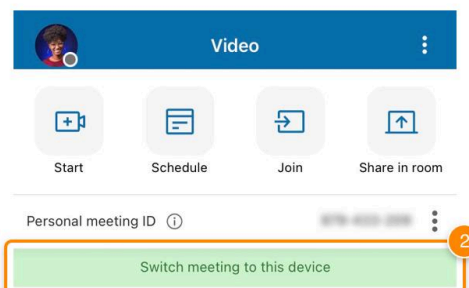 Video
Start Schedule Join Share in room
Personal meeting ID
2
Switch meeting to this device